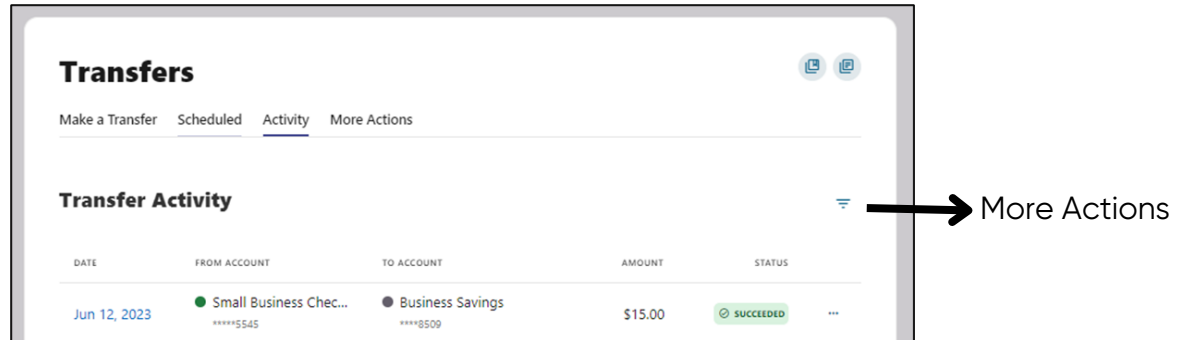 Transfers
Make a Transfer Scheduled Activity More Actions
Transfer Activity
More Actions
DATE FROM ACCOUNT TO ACCOUNT AMOUNT STATUS
Jun 12, 2023 Small Business Chec... Business Savings $15.00 SUCCEEDED ...
*****5545 ****8509